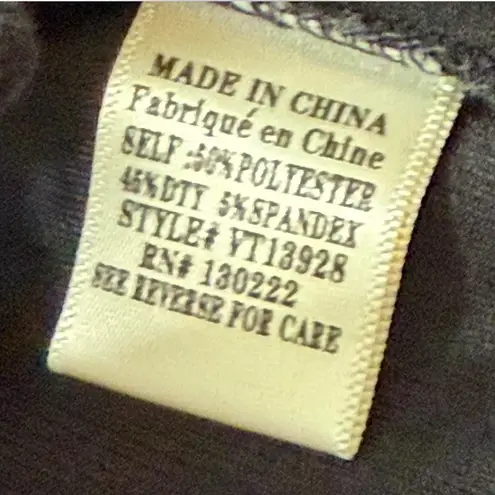 MADE IN CHINA
Fabriqué en Chine
SELF :50%POLYESTER
45%DTY 5%SPANDEX
STYLE# YT13928
RN# 130222
SEE REVERSE FOR CARE